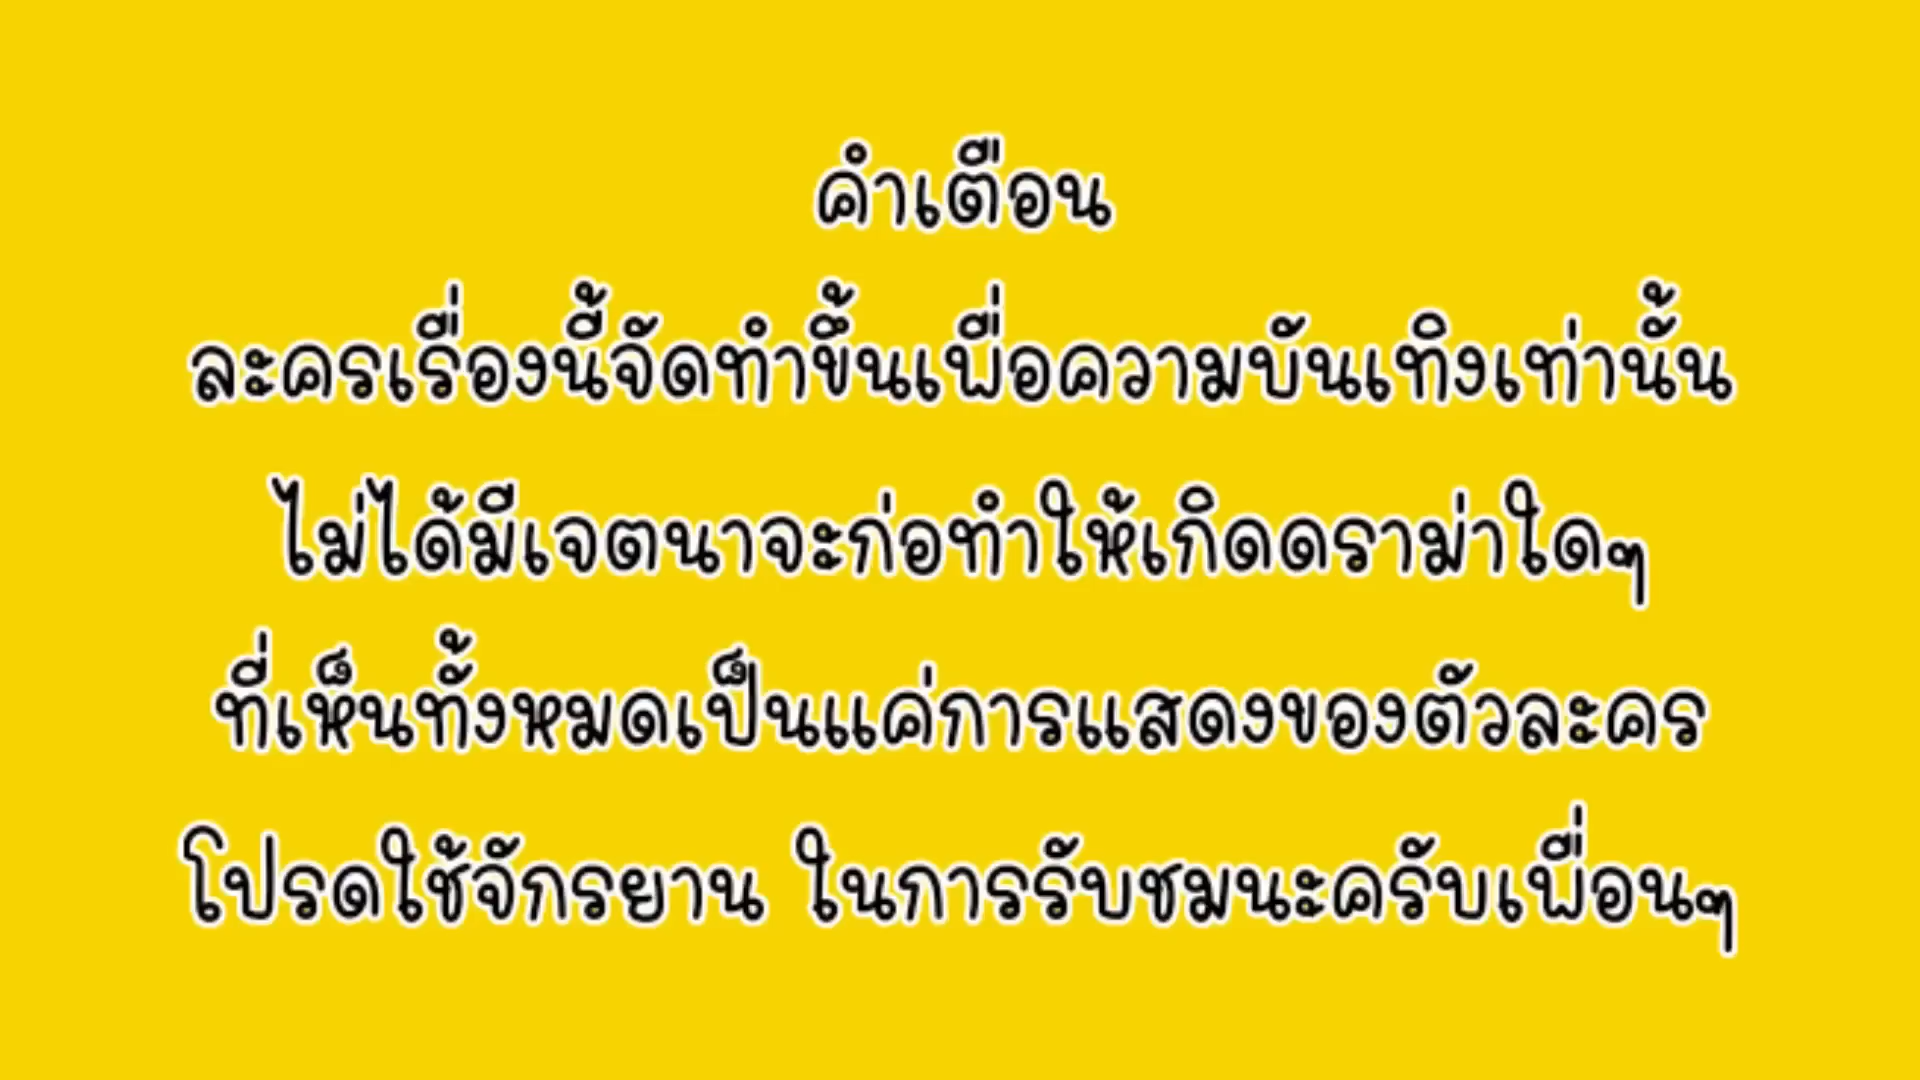 คำเตือน
ละครเรื่องนี้จัดทำขึ้นเพื่อความบันเทิงเท่านั้น
ไม่ได้มีเจตนาจะก่อทำให้เกิดดราม่าใดๆ
ที่เห็นทั้งหมดเป็นแค่การแสดงของตัวละคร
โปรดใช้จักรยาน ในการรับชมนะครับเพื่อนๆ